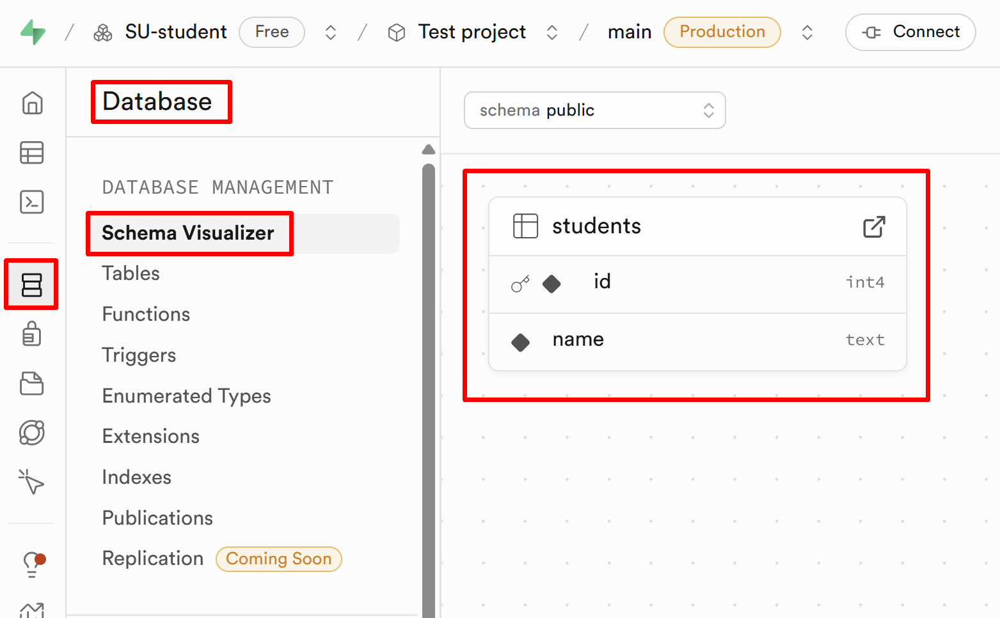 SU-student Free Test project main Production Connect
Database
schema public
DATABASE MANAGEMENT
Schema Visualizer
Tables
Functions
Triggers
Enumerated Types
Extensions
Indexes
Publications
Replication Coming Soon
students
id int4
name text